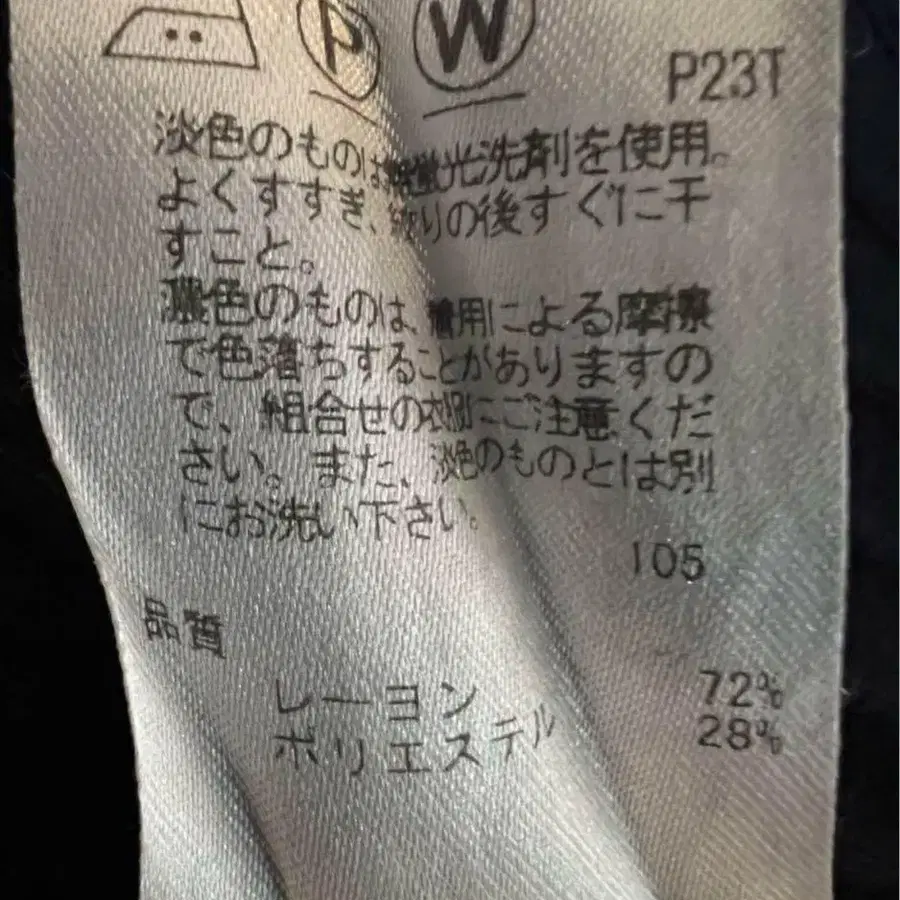 P W
P23T
淡色のものは無蛍光洗剤を使用。
よくすすぎ、絞りの後すぐに干
すこと。
濃色のものは、着用による摩擦
で色落ちすることがありますの
で、組合せの衣服にご注意くだ
さい。また、淡色のものとは別
にお洗い下さい。
105
品質
レーヨン 72%
ポリエステル 28%